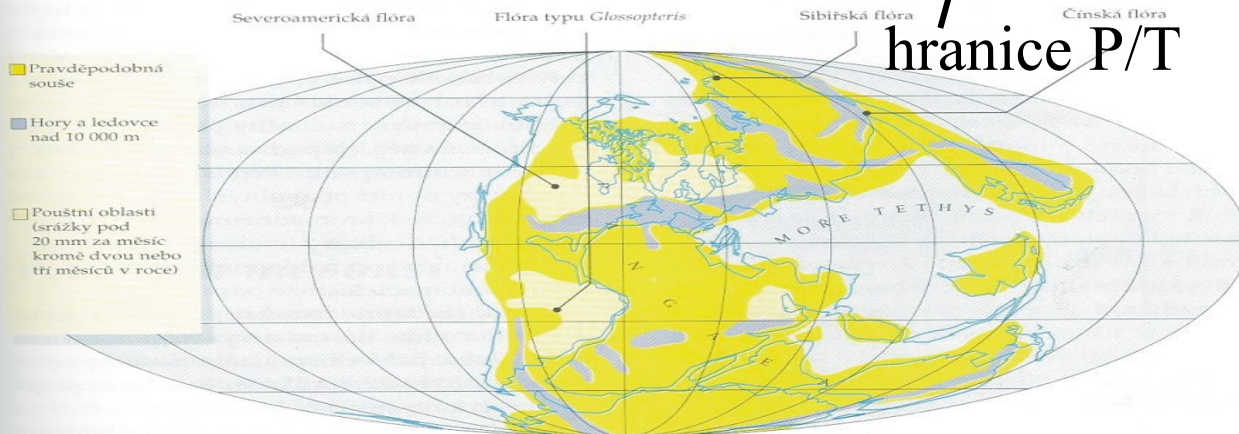 Severoamerická flóra
Flóra typu Glossopteris
Sibiřská flóra
Čínská flóra
hranice P/T
Pravděpodobná
souše
Hory a ledovce
nad 10 000 m
Pouštní oblasti
(srážky pod
20 mm za měsíc
kromě dvou nebo
tří měsíců v roce)
MORE TETHYS
N G A E A